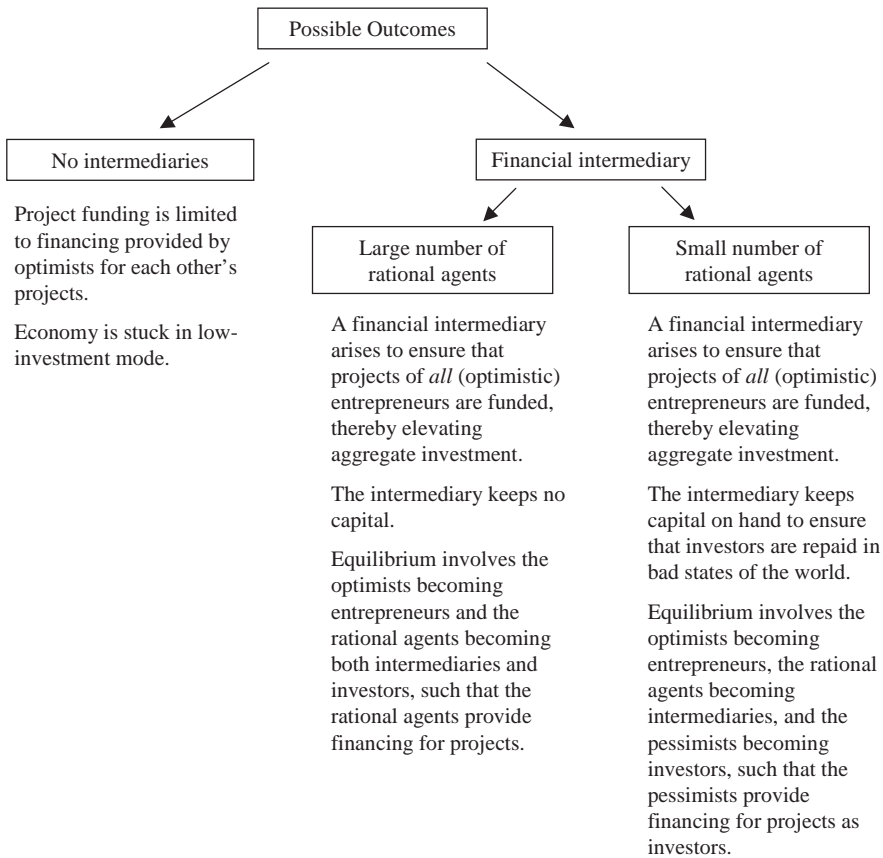 Possible Outcomes
No intermediaries
Financial intermediary
Project funding is limited
to financing provided by
optimists for each other’s
projects.
Economy is stuck in low-
investment mode.
Large number of
rational agents
A financial intermediary
arises to ensure that
projects of all (optimistic)
entrepreneurs are funded,
thereby elevating
aggregate investment.
The intermediary keeps no
capital.
Equilibrium involves the
optimists becoming
entrepreneurs and the
rational agents becoming
both intermediaries and
investors, such that the
rational agents provide
financing for projects.
Small number of
rational agents
A financial intermediary
arises to ensure that
projects of all (optimistic)
entrepreneurs are funded,
thereby elevating
aggregate investment.
The intermediary keeps
capital on hand to ensure
that investors are repaid in
bad states of the world.
Equilibrium involves the
optimists becoming
entrepreneurs, the rational
agents becoming
intermediaries, and the
pessimists becoming
investors, such that the
pessimists provide
financing for projects as
investors.